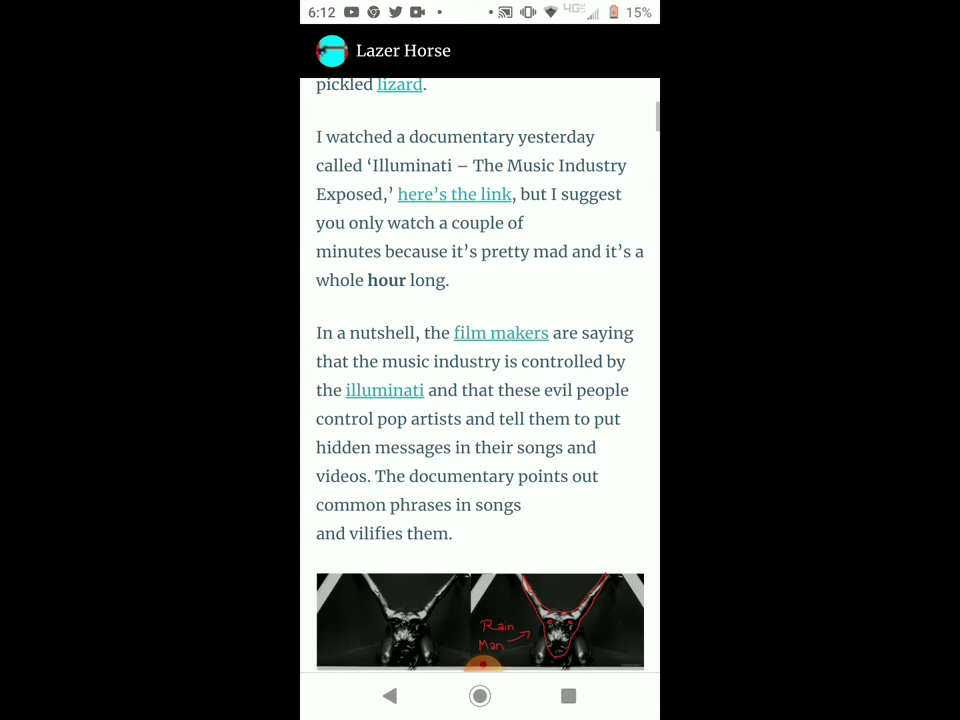 6:12
4G
15%
Lazer Horse
pickled lizard.
I watched a documentary yesterday
called ‘Illuminati – The Music Industry
Exposed,’ here’s the link, but I suggest
you only watch a couple of
minutes because it’s pretty mad and it’s a
whole hour long.
In a nutshell, the film makers are saying
that the music industry is controlled by
the illuminati and that these evil people
control pop artists and tell them to put
hidden messages in their songs and
videos. The documentary points out
common phrases in songs
and vilifies them.
Rain
Man